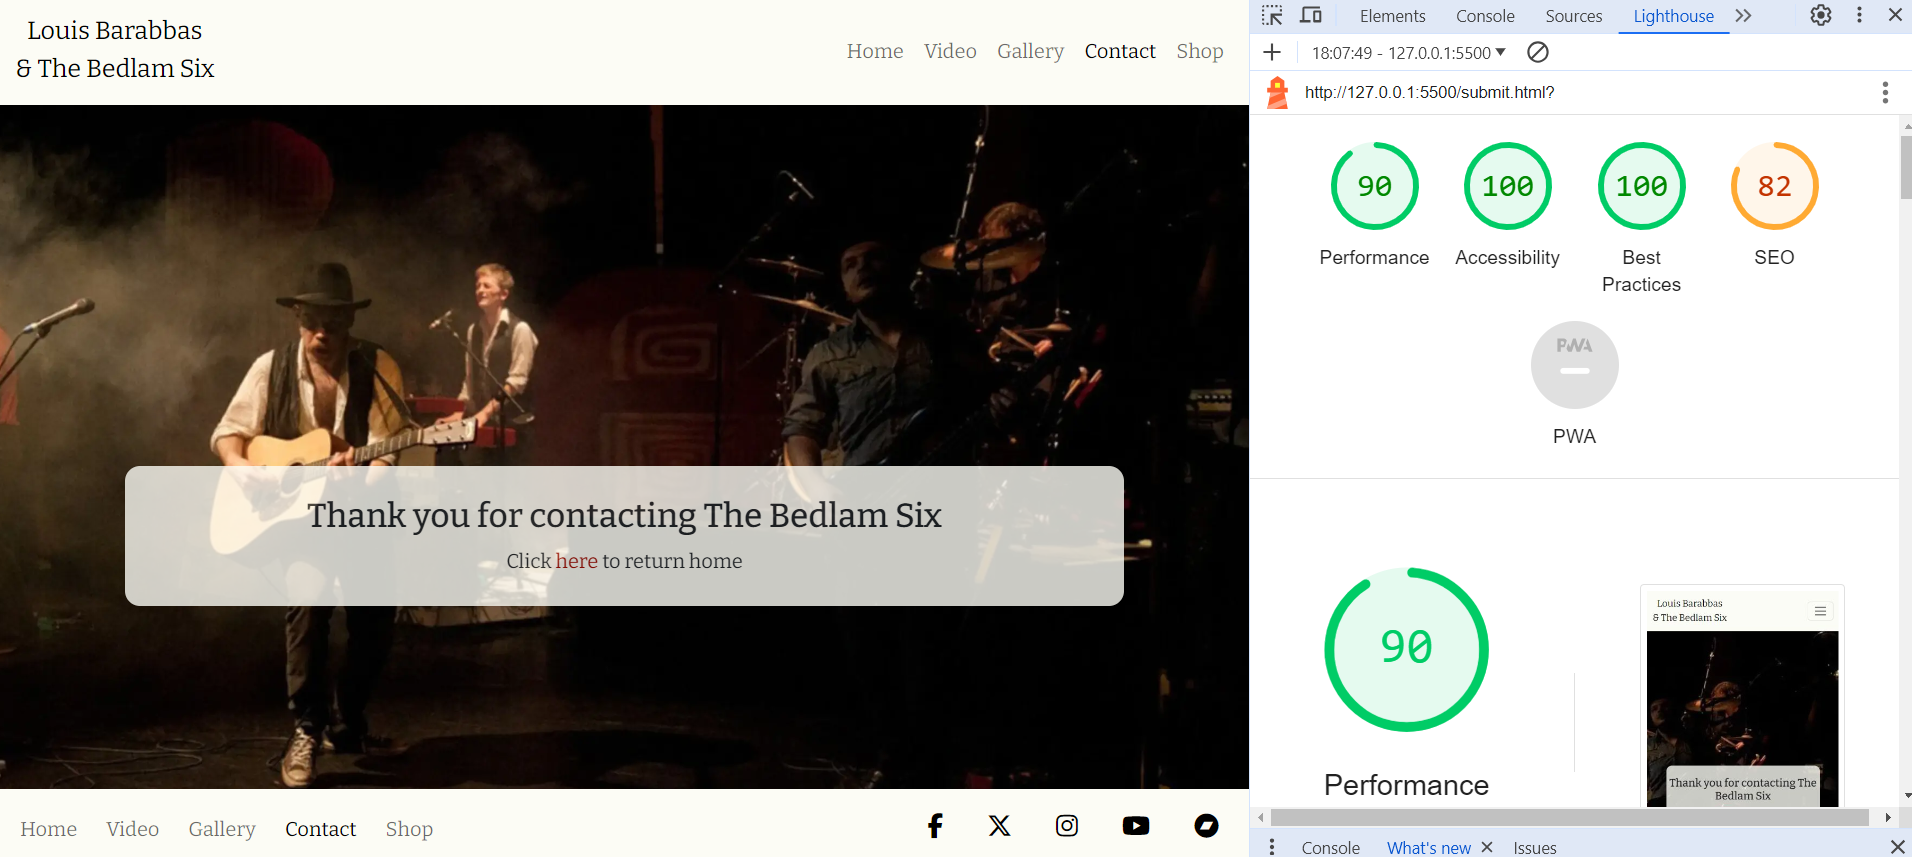 Louis Barabbas
& The Bedlam Six
Home Video Gallery Contact Shop
Thank you for contacting The Bedlam Six
Click here to return home
Home Video Gallery Contact Shop
Elements Console Sources Lighthouse
18:07:49 - 127.0.0.1:5500
http://127.0.0.1:5500/submit.html?
90 100 100 82
Performance Accessibility Best Practices SEO
PWA
PWA
90
Performance
Louis Barabbas
& The Bedlam Six
Thank you for contacting The
Bedlam Six
Console What's new Issues